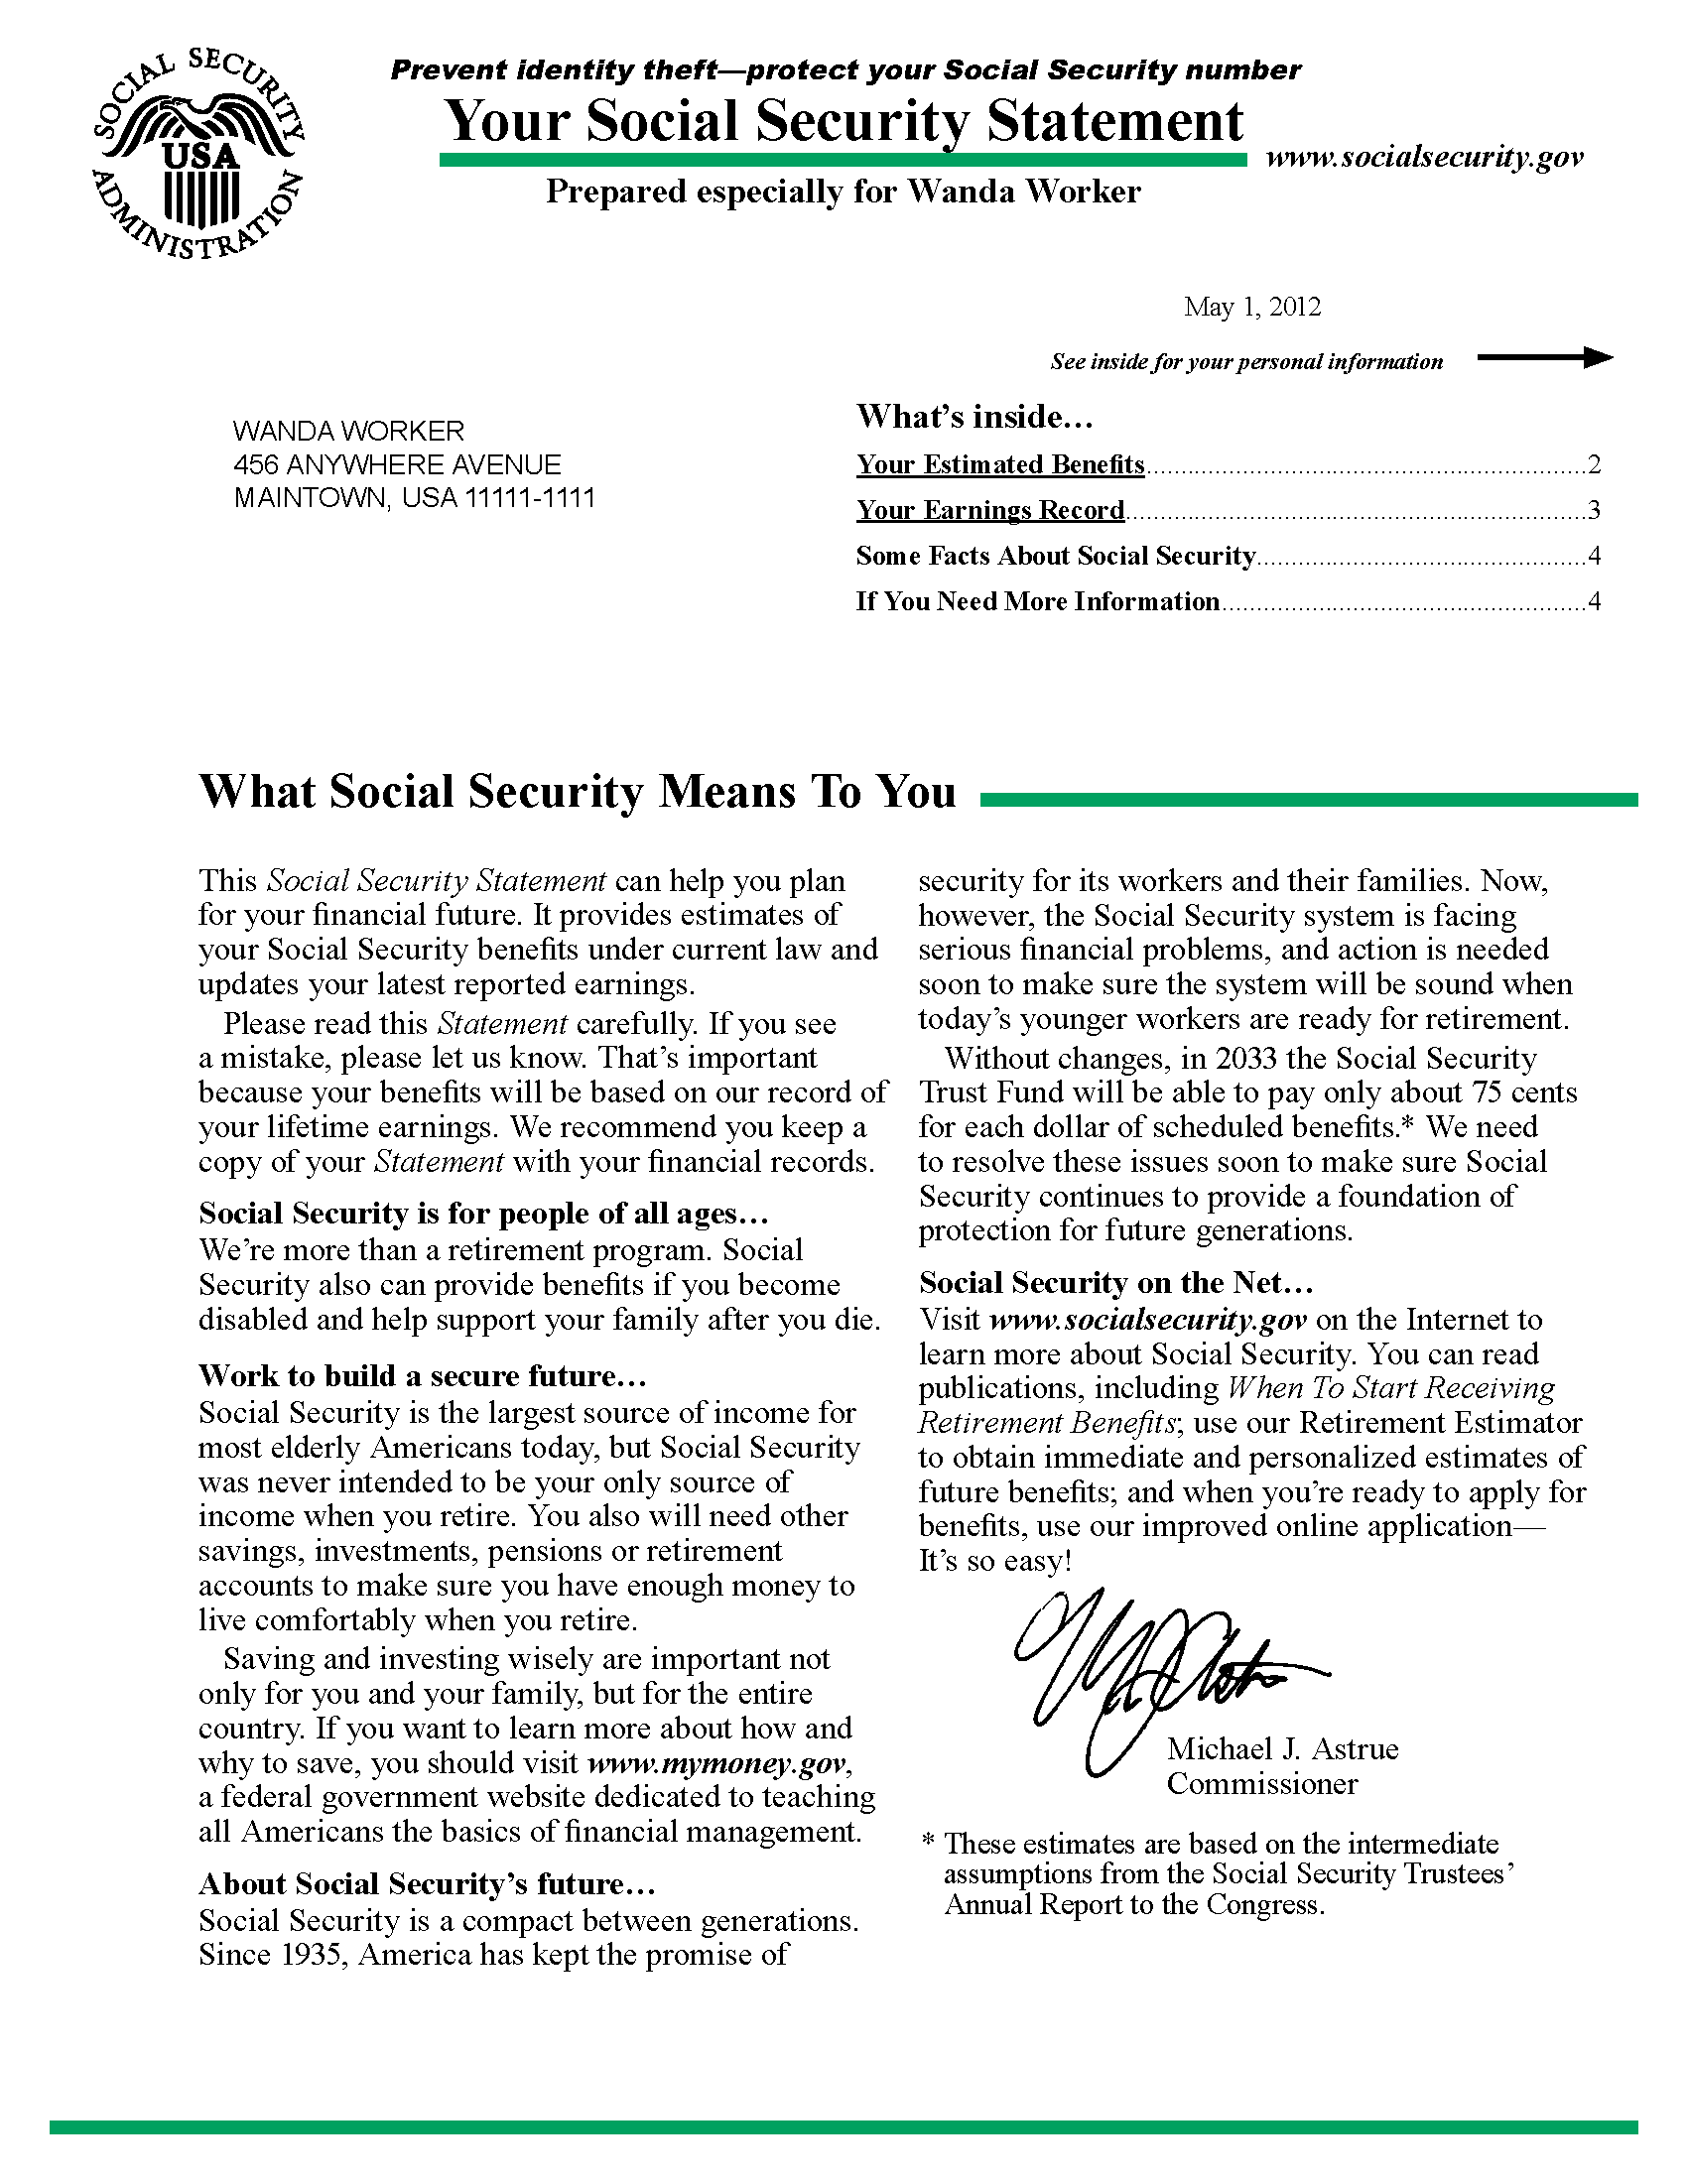 SOCIAL SECURITY ADMINISTRATION
USA
Prevent identity theft—protect your Social Security number
Your Social Security Statement
www.socialsecurity.gov
Prepared especially for Wanda Worker
May 1, 2012
See inside for your personal information
WANDA WORKER
456 ANYWHERE AVENUE
MAINTOWN, USA 11111-1111
What's inside…
Your Estimated Benefits................................................................2
Your Earnings Record...................................................................3
Some Facts About Social Security................................................4
If You Need More Information.....................................................4
What Social Security Means To You
This Social Security Statement can help you plan
for your financial future. It provides estimates of
your Social Security benefits under current law and
updates your latest reported earnings.
Please read this Statement carefully. If you see
a mistake, please let us know. That's important
because your benefits will be based on our record of
your lifetime earnings. We recommend you keep a
copy of your Statement with your financial records.
Social Security is for people of all ages…
We're more than a retirement program. Social
Security also can provide benefits if you become
disabled and help support your family after you die.
Work to build a secure future…
Social Security is the largest source of income for
most elderly Americans today, but Social Security
was never intended to be your only source of
income when you retire. You also will need other
savings, investments, pensions or retirement
accounts to make sure you have enough money to
live comfortably when you retire.
Saving and investing wisely are important not
only for you and your family, but for the entire
country. If you want to learn more about how and
why to save, you should visit www.mymoney.gov,
a federal government website dedicated to teaching
all Americans the basics of financial management.
About Social Security's future…
Social Security is a compact between generations.
Since 1935, America has kept the promise of
security for its workers and their families. Now,
however, the Social Security system is facing
serious financial problems, and action is needed
soon to make sure the system will be sound when
today's younger workers are ready for retirement.
Without changes, in 2033 the Social Security
Trust Fund will be able to pay only about 75 cents
for each dollar of scheduled benefits.* We need
to resolve these issues soon to make sure Social
Security continues to provide a foundation of
protection for future generations.
Social Security on the Net…
Visit www.socialsecurity.gov on the Internet to
learn more about Social Security. You can read
publications, including When To Start Receiving
Retirement Benefits; use our Retirement Estimator
to obtain immediate and personalized estimates of
future benefits; and when you're ready to apply for
benefits, use our improved online application—
It's so easy!
Michael J. Astrue
Commissioner
* These estimates are based on the intermediate
assumptions from the Social Security Trustees'
Annual Report to the Congress.